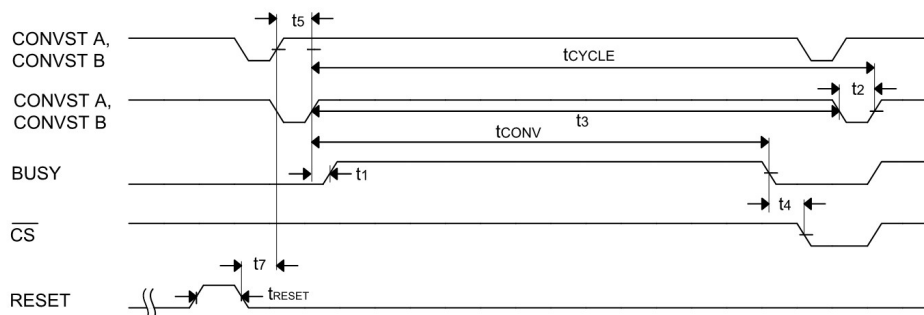 t5
CONVST A,
CONVST B
tCYCLE
t2
CONVST A,
CONVST B
t3
tCONV
BUSY
t1
t4
CS
t7
tRESET
RESET